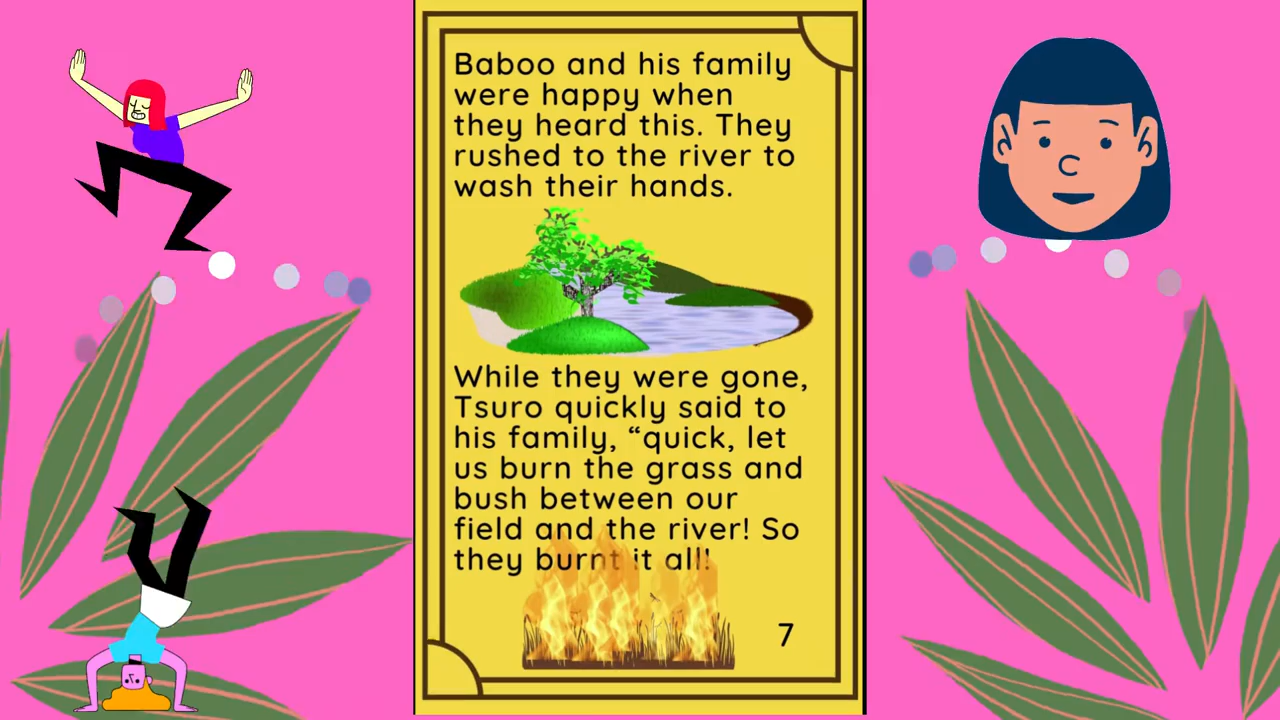 Baboo and his family
were happy when
they heard this. They
rushed to the river to
wash their hands.
While they were gone,
Tsuro quickly said to
his family, “quick, let
us burn the grass and
bush between our
field and the river! So
they burnt it all!
7